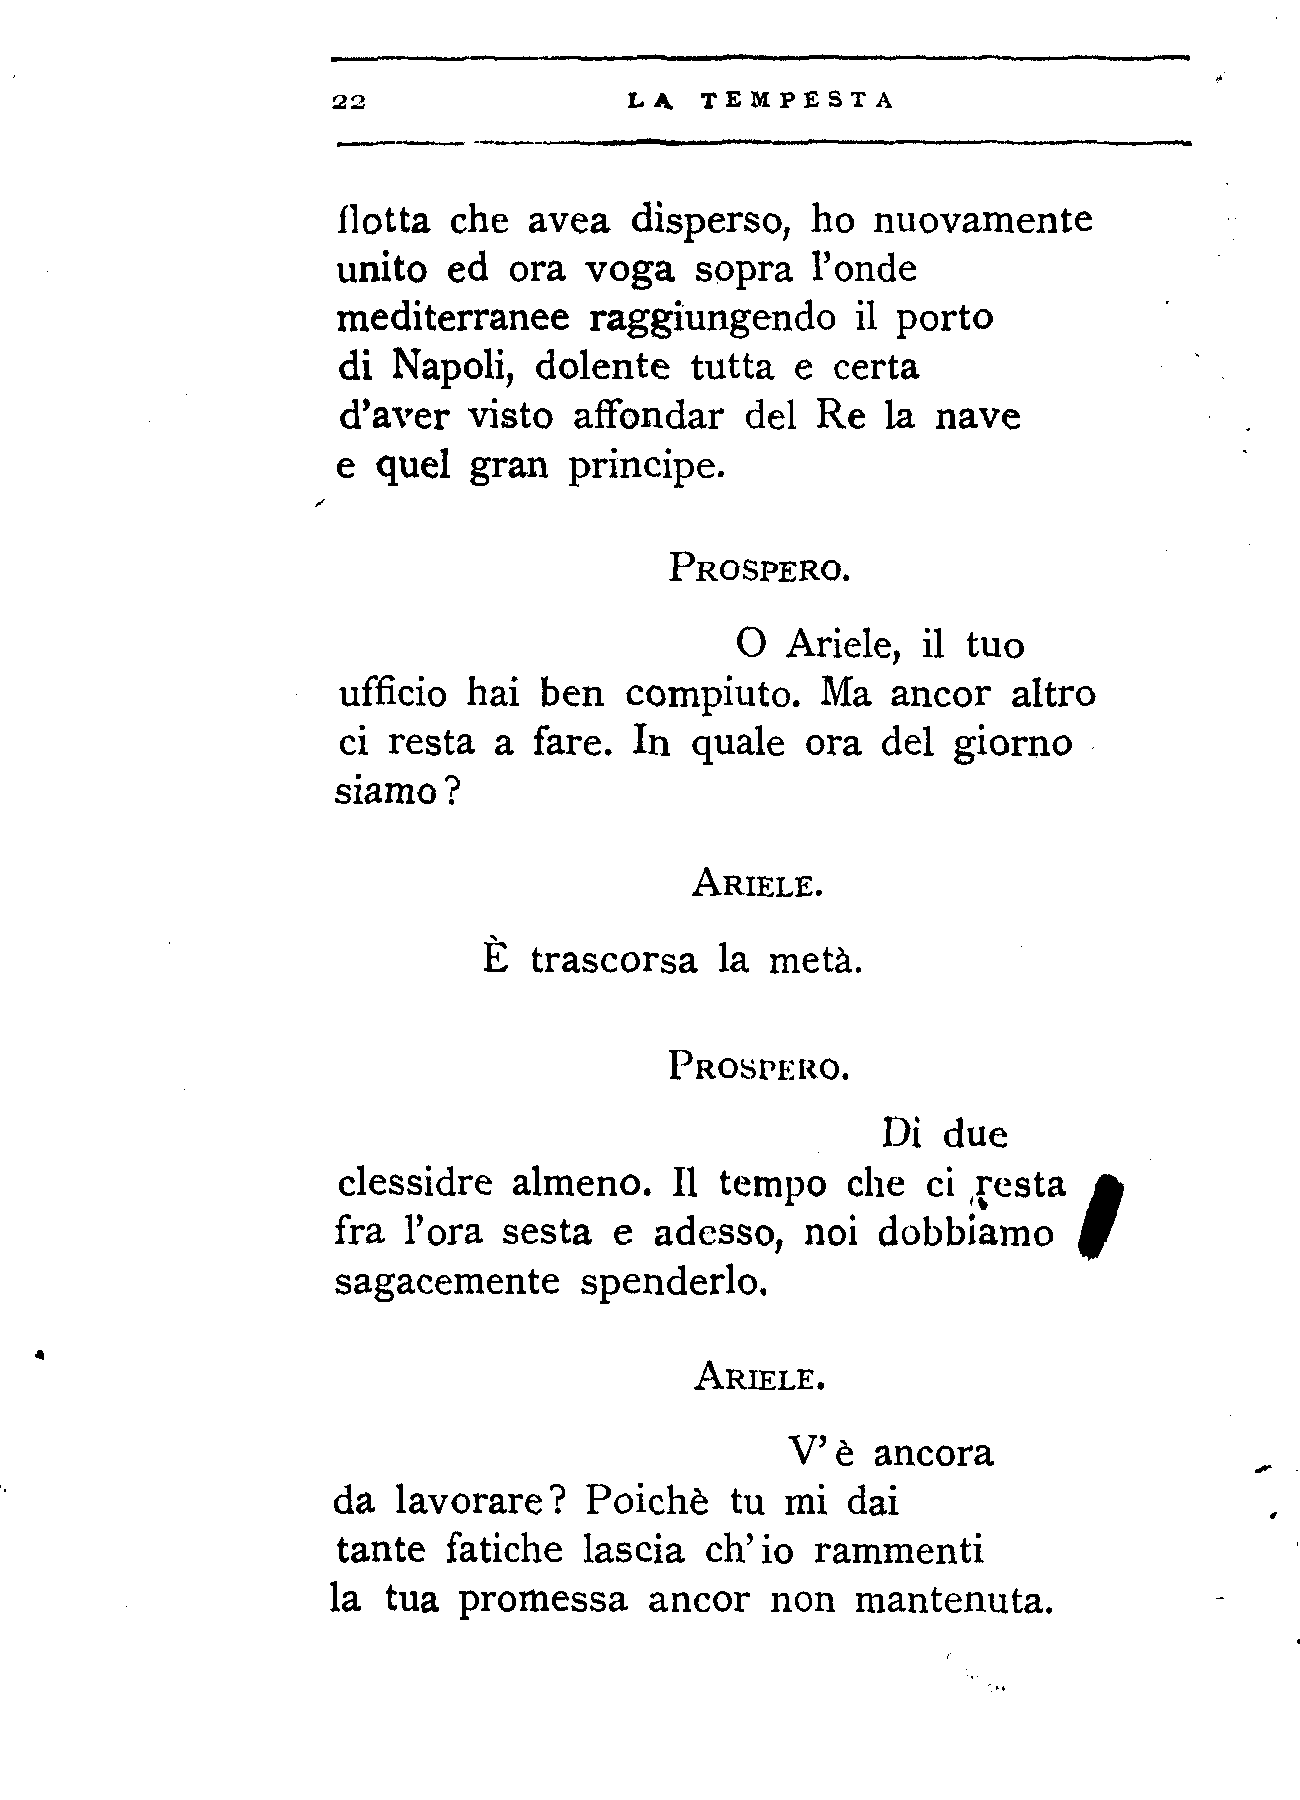 22 LA TEMPESTA
flotta che avea disperso, ho nuovamente
unito ed ora voga sopra l'onde
mediterranee raggiungendo il porto
di Napoli, dolente tutta e certa
d'aver visto affondar del Re la nave
e quel gran principe.
PROSPERO.
O Ariele, il tuo
ufficio hai ben compiuto. Ma ancor altro
ci resta a fare. In quale ora del giorno
siamo?
ARIELE.
È trascorsa la metà.
PROSPERO.
Di due
clessidre almeno. Il tempo che ci resta
fra l'ora sesta e adesso, noi dobbiamo
sagacemente spenderlo.
ARIELE.
V'è ancora
da lavorare? Poichè tu mi dai
tante fatiche lascia ch'io rammenti
la tua promessa ancor non mantenuta.